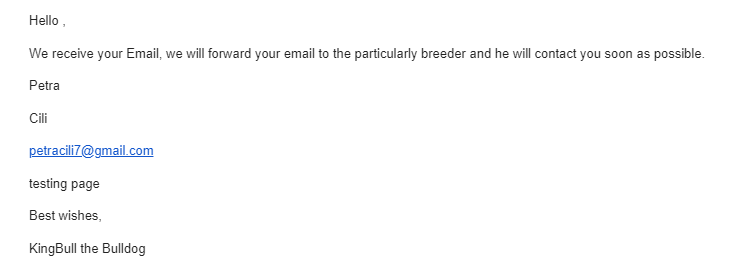 Hello ,
We receive your Email, we will forward your email to the particularly breeder and he will contact you soon as possible.
Petra
Cili
petracili7@gmail.com
testing page
Best wishes,
KingBull the Bulldog